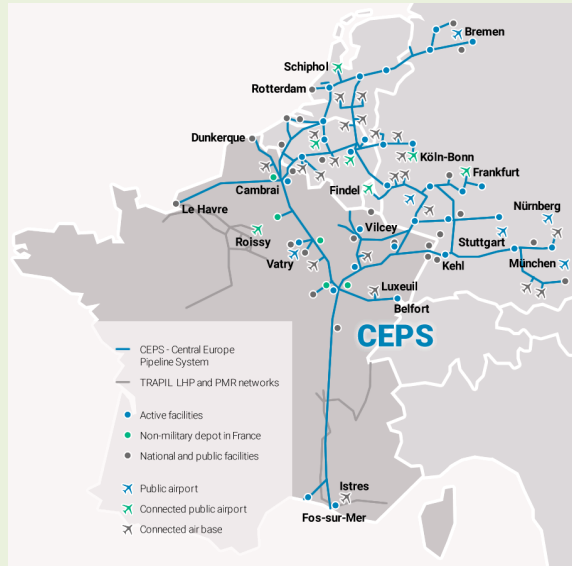 Bremen
Schiphol
Rotterdam
Dunkerque
Köln-Bonn
Cambrai
Frankfurt
Findel
Le Havre
Nürnberg
Vilcey
Roissy
Stuttgart
Vatry
Kehl
München
Luxeuil
Belfort
CEPS
CEPS - Central Europe
Pipeline System
TRAPIL LHP and PMR networks
Active facilities
Non-military depot in France
National and public facilities
Public airport
Connected public airport
Connected air base
Istres
Fos-sur-Mer